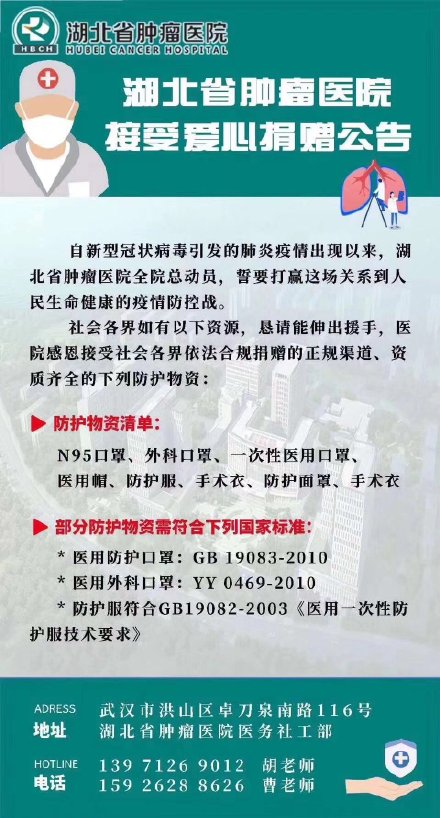 湖北省肿瘤医院
HBCH HUBEI CANCER HOSPITAL
湖北省肿瘤医院
接受爱心捐赠公告
自新型冠状病毒引发的肺炎疫情出现以来，湖
北省肿瘤医院全院总动员，誓要打赢这场关系到人
民生命健康的疫情防控战。
社会各界如有以下资源，恳请能伸出援手，医
院感恩接受社会各界依法合规捐赠的正规渠道、资
质齐全的下列防护物资：
防护物资清单：
N95口罩、外科口罩、一次性医用口罩、
医用帽、防护服、手术衣、防护面罩、手术衣
部分防护物资需符合下列国家标准：
* 医用防护口罩：GB 19083-2010
* 医用外科口罩：YY 0469-2010
* 防护服符合GB19082-2003《医用一次性防
护服技术要求》
ADRESS 武汉市洪山区卓刀泉南路116号
地址 湖北省肿瘤医院医务社工部
HOTLINE 139 7126 9012 胡老师
电话 159 2628 8626 曹老师